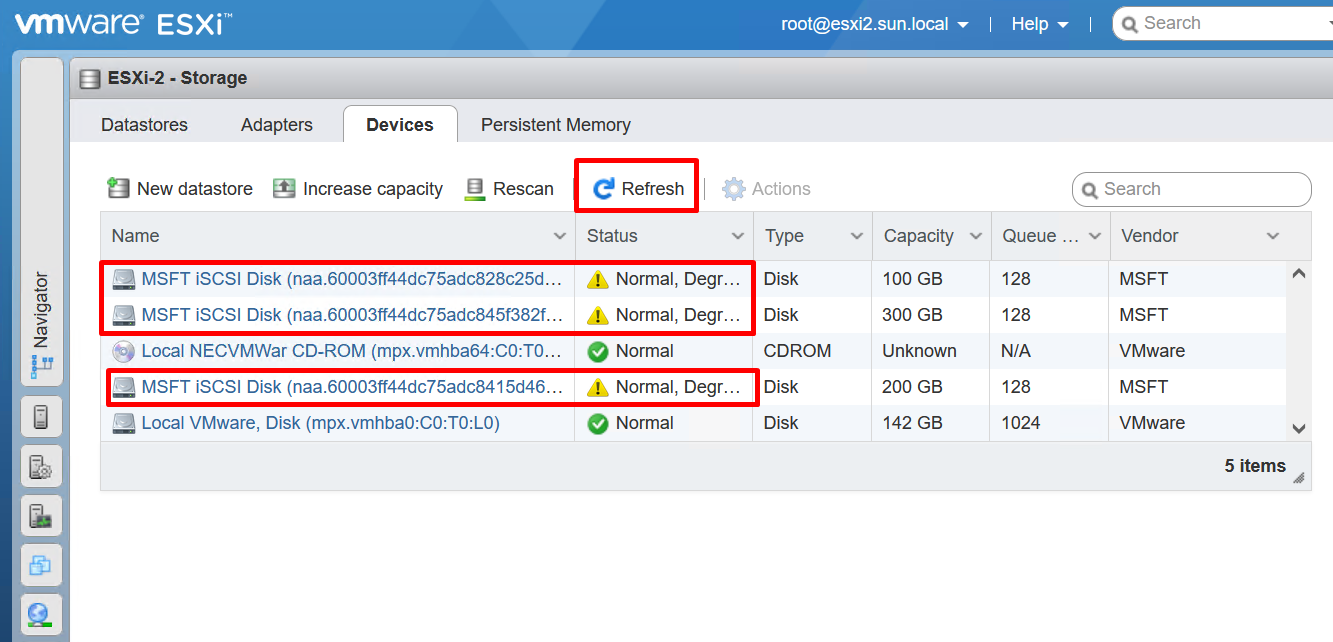 vmware® ESXi™ root@esxi2.sun.local | Help | Search
ESXi-2 - Storage
Datastores Adapters Devices Persistent Memory
New datastore Increase capacity Rescan | Refresh | Actions Search
Name Status Type Capacity Queue ... Vendor
MSFT iSCSI Disk (naa.60003ff44dc75adc828c25d... Normal, Degr... Disk 100 GB 128 MSFT
MSFT iSCSI Disk (naa.60003ff44dc75adc845f382f... Normal, Degr... Disk 300 GB 128 MSFT
Local NECVMWar CD-ROM (mpx.vmhba64:C0:T0... Normal CDROM Unknown N/A VMware
MSFT iSCSI Disk (naa.60003ff44dc75adc8415d46... Normal, Degr... Disk 200 GB 128 MSFT
Local VMware, Disk (mpx.vmhba0:C0:T0:L0) Normal Disk 142 GB 1024 VMware
5 items
Navigator